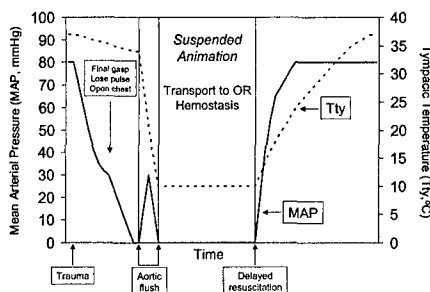 Mean Arterial Pressure (MAP, mmHg)
100
90
80
70
60
50
40
30
20
10
0
Final gasp
Lose pulse
Open chest
Suspended
Animation
Transport to OR
Hemostasis
Tty
MAP
40
35
30
25
20
15
10
5
0
Tympanic Temperature (Tty,ºC)
Time
Trauma
Aortic
flush
Delayed
resuscitation